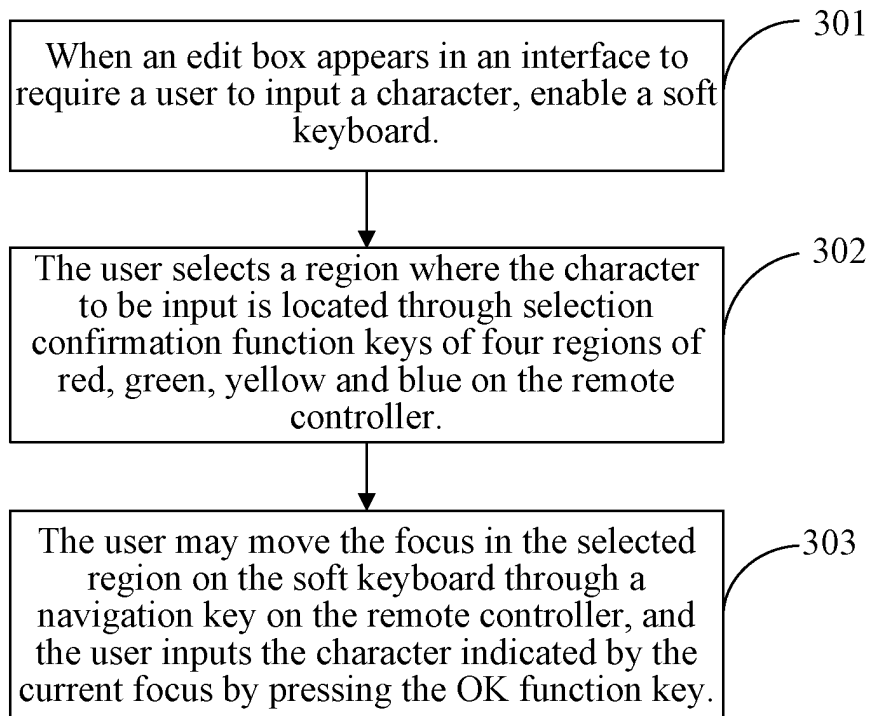 When an edit box appears in an interface to
require a user to input a character, enable a soft
keyboard.
301
The user selects a region where the character
to be input is located through selection
confirmation function keys of four regions of
red, green, yellow and blue on the remote
controller.
302
The user may move the focus in the selected
region on the soft keyboard through a
navigation key on the remote controller, and
the user inputs the character indicated by the
current focus by pressing the OK function key.
303